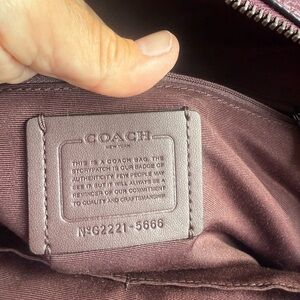 COACH
NEW YORK
THIS IS A COACH BAG. THE
STORYPATCH IS OUR BADGE OF
AUTHENTICITY. FEW PEOPLE MAY
SEE IT BUT IT WILL ALWAYS BE A
REMINDER OF OUR COMMITMENT
TO QUALITY AND CRAFTSMANSHIP.
Nº G2221-5666